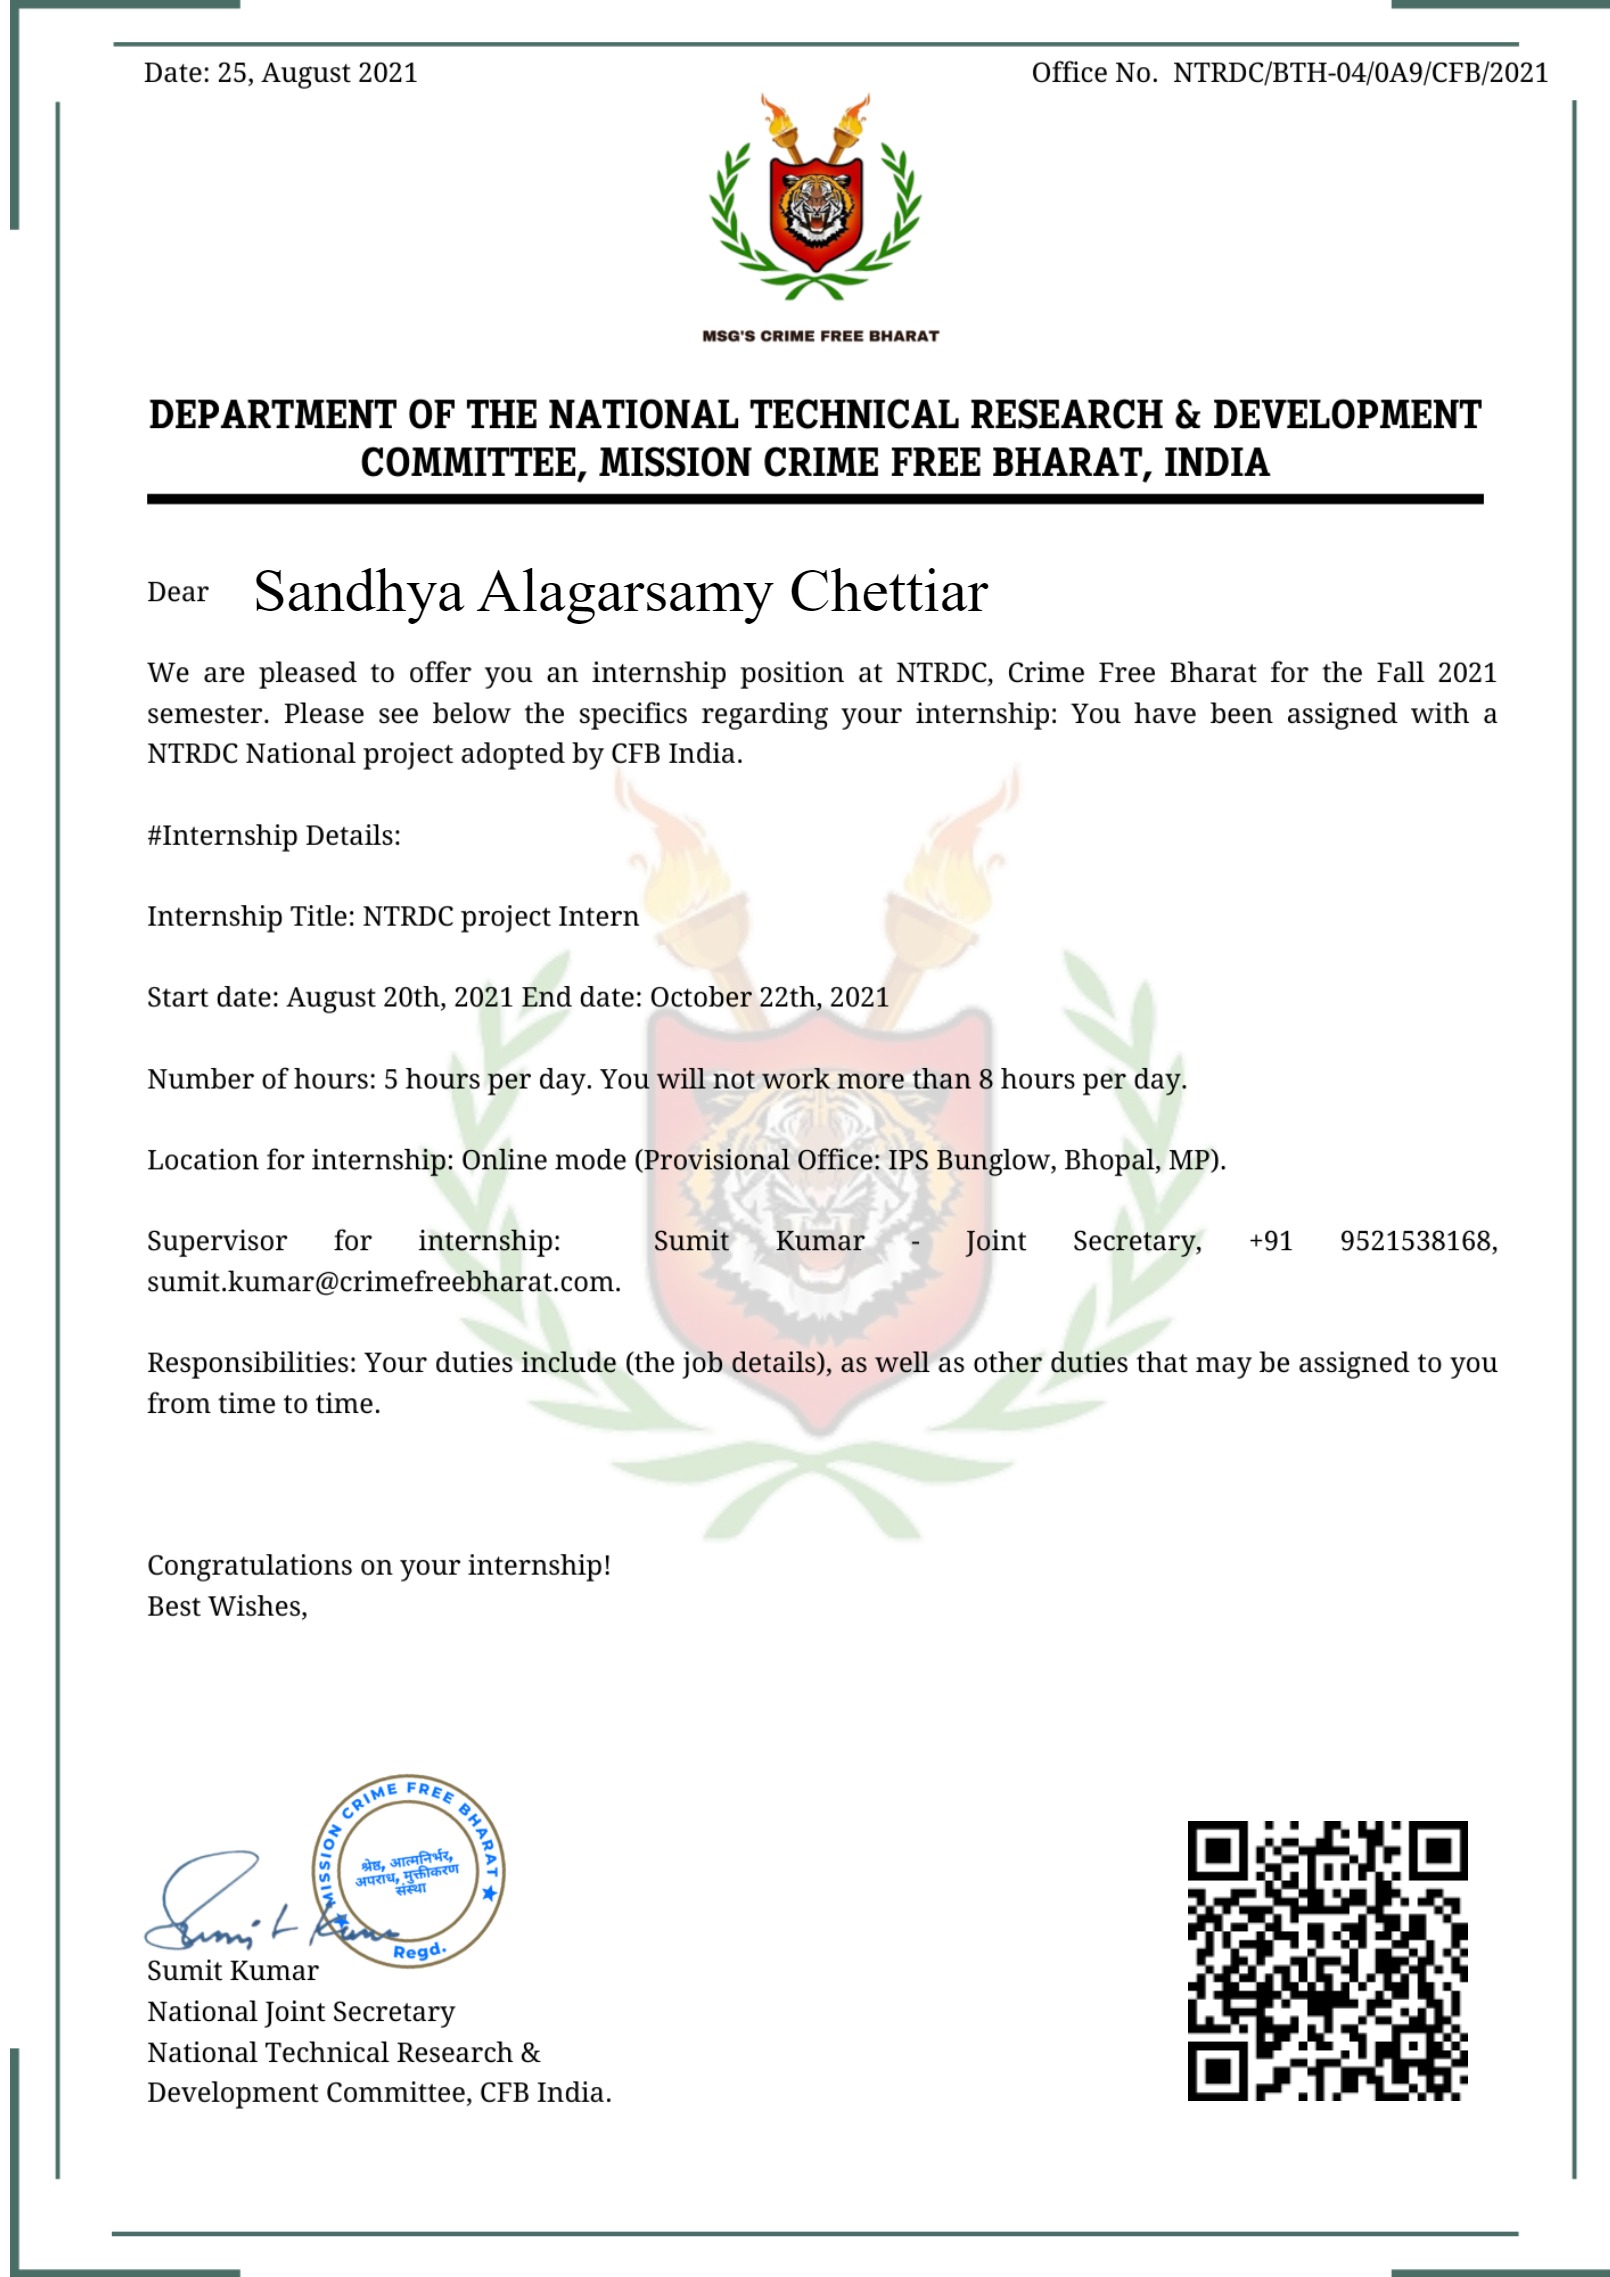 Date: 25, August 2021
Office No.  NTRDC/BTH-04/0A9/CFB/2021
MSG'S CRIME FREE BHARAT
DEPARTMENT OF THE NATIONAL TECHNICAL RESEARCH & DEVELOPMENT
COMMITTEE, MISSION CRIME FREE BHARAT, INDIA
Dear Sandhya Alagarsamy Chettiar
We are pleased to offer you an internship position at NTRDC, Crime Free Bharat for the Fall 2021
semester. Please see below the specifics regarding your internship: You have been assigned with a
NTRDC National project adopted by CFB India.
#Internship Details:
Internship Title: NTRDC project Intern
Start date: August 20th, 2021 End date: October 22th, 2021
Number of hours: 5 hours per day. You will not work more than 8 hours per day.
Location for internship: Online mode (Provisional Office: IPS Bunglow, Bhopal, MP).
Supervisor for internship: Sumit Kumar - Joint Secretary, +91 9521538168,
sumit.kumar@crimefreebharat.com.
Responsibilities: Your duties include (the job details), as well as other duties that may be assigned to you
from time to time.
Congratulations on your internship!
Best Wishes,
MISSION CRIME FREE BHARAT
श्रेष्ठ, आत्मनिर्भर,
अपराध, मुक्तीकरण
संस्था
Regd.
Sumit Kumar
Sumit Kumar
National Joint Secretary
National Technical Research &
Development Committee, CFB India.